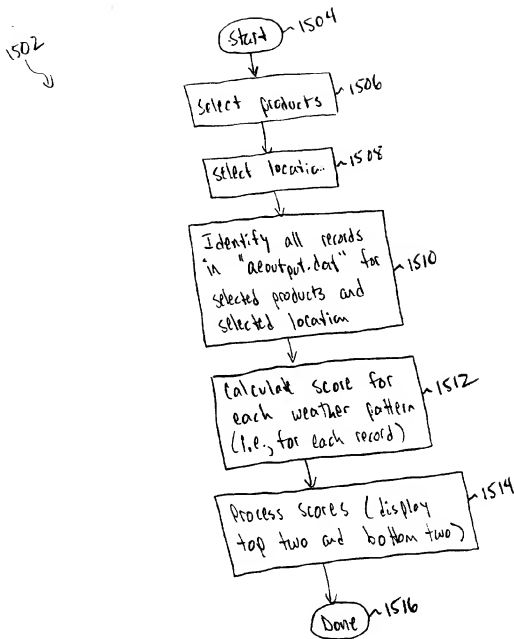 1502
Start
1504
Select products
1506
select location
1508
Identify all records
in "aeoutput.dat" for
selected products and
selected location
1510
Calculate score for
each weather pattern
(i.e., for each record)
1512
Process scores (display
top two and bottom two)
1514
Done
1516